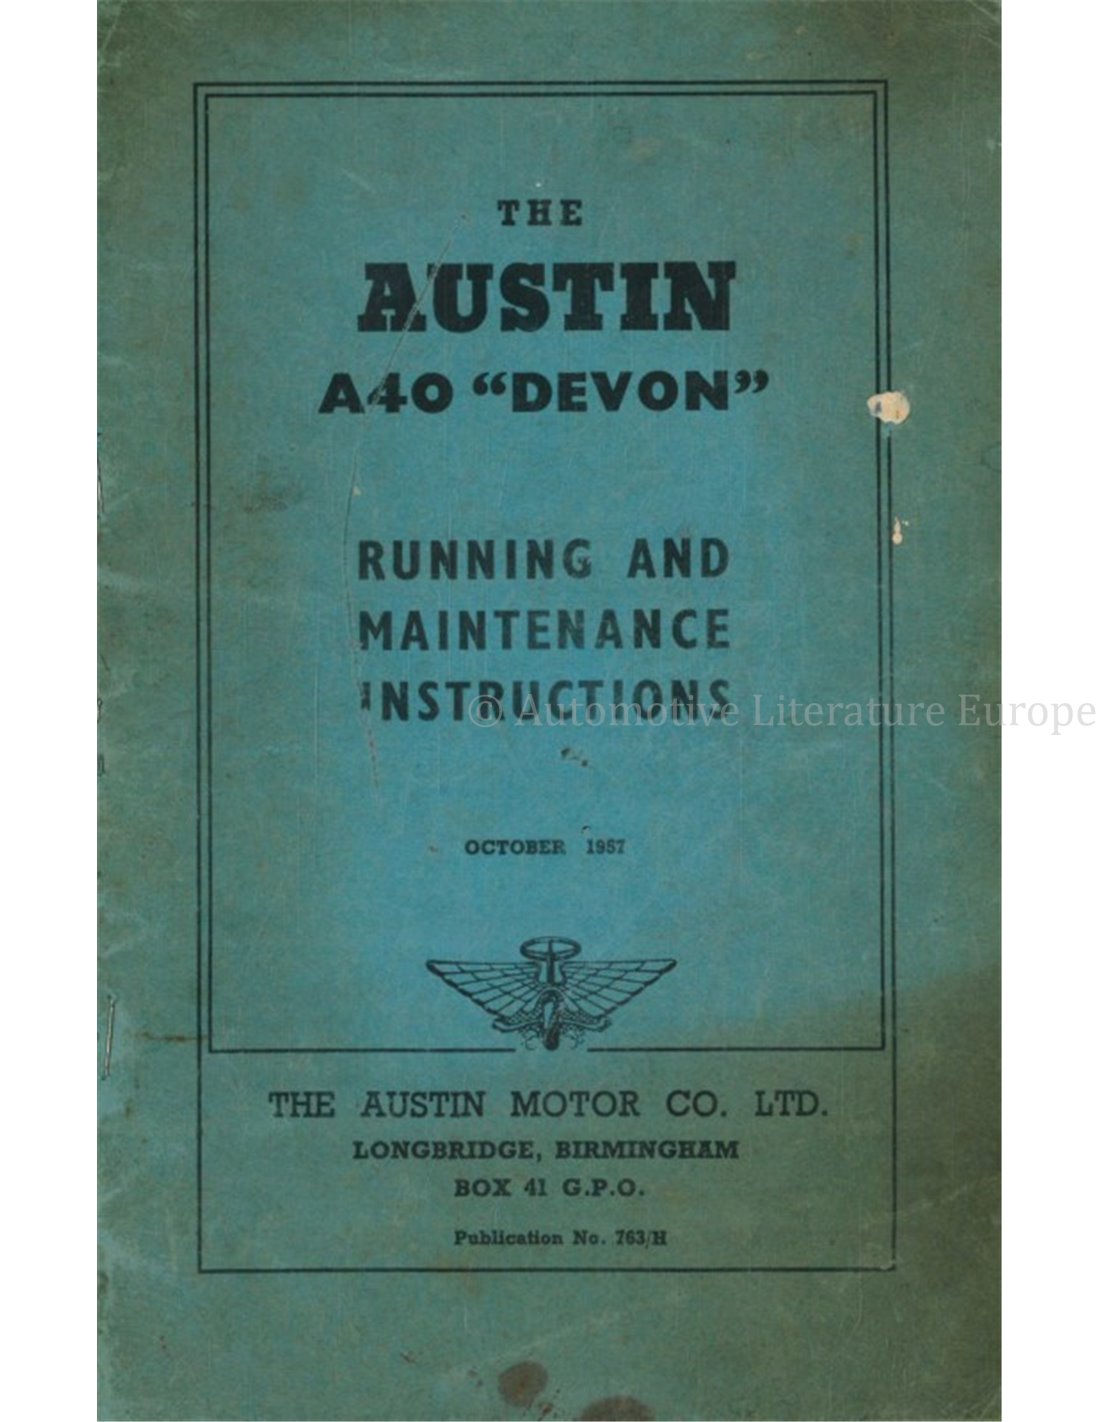 THE
AUSTIN
A40 “DEVON”
RUNNING AND
MAINTENANCE
INSTRUCTIONS
© Automotive Literature Europe
OCTOBER 1957
THE AUSTIN MOTOR CO. LTD.
LONGBRIDGE, BIRMINGHAM
BOX 41 G.P.O.
Publication No. 763/H